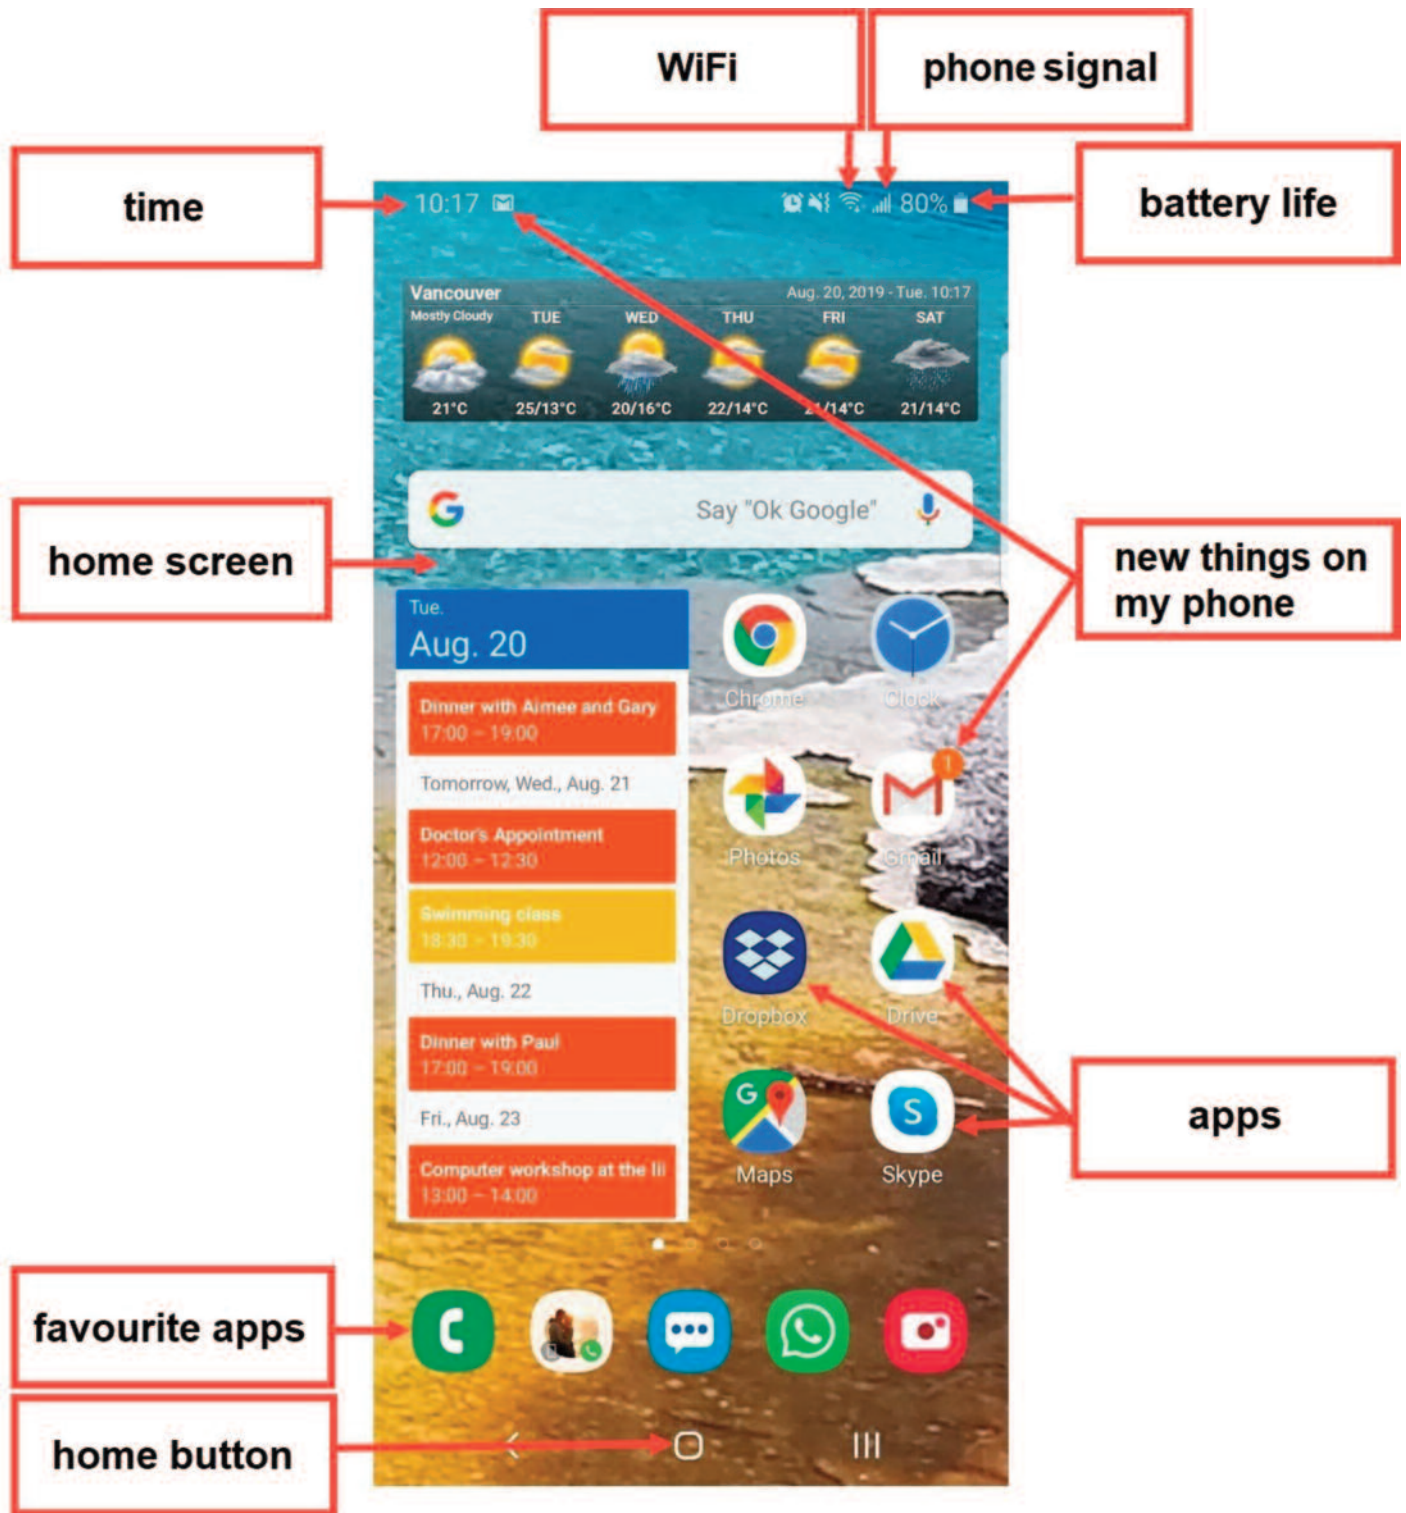 WiFi
phone signal
time
battery life
10:17
80%
Vancouver
Aug. 20, 2019 - Tue. 10:17
Mostly Cloudy
TUE
WED
THU
FRI
SAT
21°C
25/13°C
20/16°C
22/14°C
/14°C
21/14°C
Say "Ok Google"
home screen
new things on
my phone
Tue.
Aug. 20
Dinner with Aimee and Gary
17:00 – 19:00
Tomorrow, Wed., Aug. 21
Doctor's Appointment
12:00 – 12:30
Swimming class
18:30 – 19:30
Thu., Aug. 22
Dinner with Paul
17:00 – 19:00
Fri., Aug. 23
Computer workshop at the li
13:00 – 14:00
Chrome
Clock
1
Photos
Gmail
Dropbox
Drive
G
S
Maps
Skype
apps
favourite apps
home button